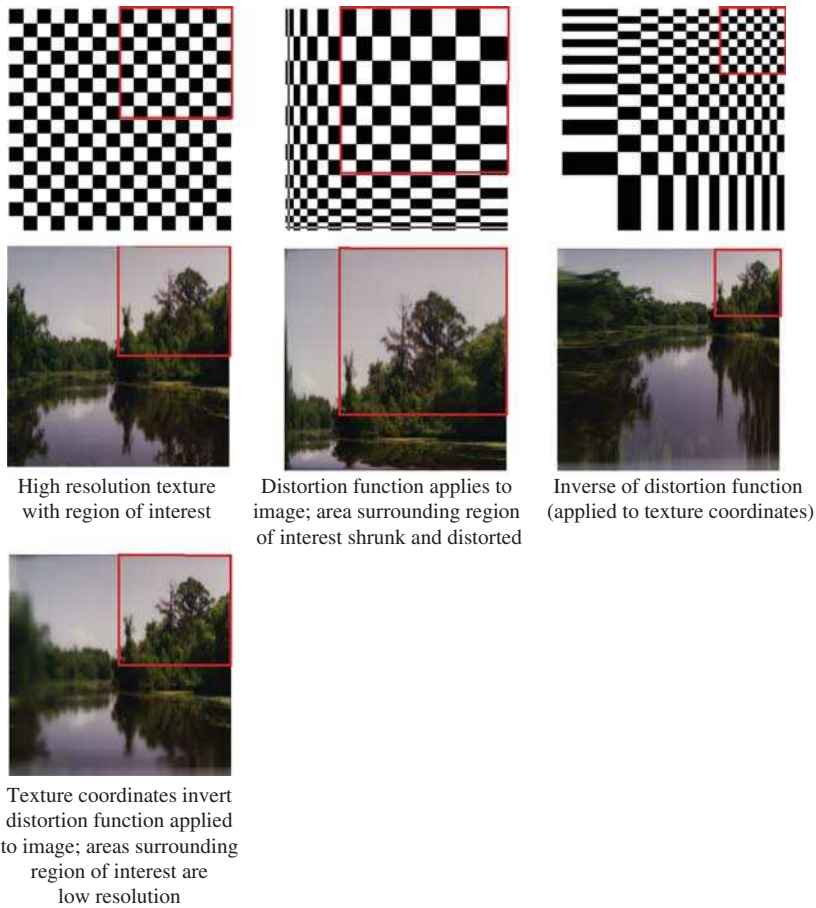 High resolution texture
with region of interest
Distortion function applies to
image; area surrounding region
of interest shrunk and distorted
Inverse of distortion function
(applied to texture coordinates)
Texture coordinates invert
distortion function applied
to image; areas surrounding
region of interest are
low resolution